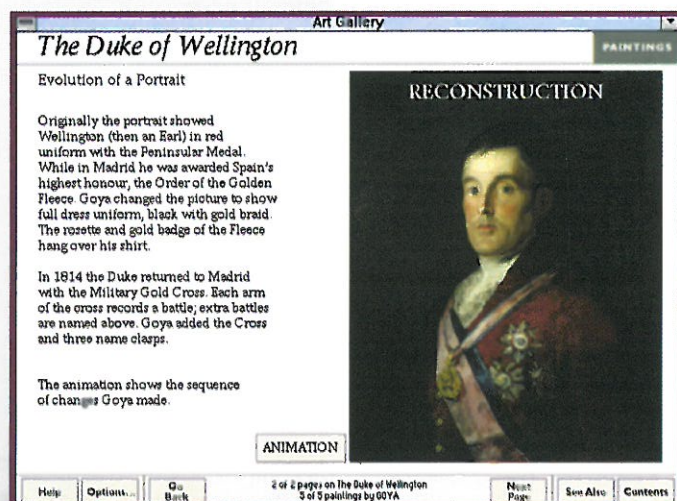 Art Gallery
The Duke of Wellington
PAINTINGS
Evolution of a Portrait
RECONSTRUCTION
Originally the portrait showed
Wellington (then an Earl) in red
uniform with the Peninsular Medal.
While in Madrid he was awarded Spain's
highest honour, the Order of the Golden
Fleece. Goya changed the picture to show
full dress uniform, black with gold braid.
The rosette and gold badge of the Fleece
hang over his shirt.
In 1814 the Duke returned to Madrid
with the Military Gold Cross. Each arm
of the cross records a battle; extra battles
are named above. Goya added the Cross
and three name clasps.
The animation shows the sequence
of changes Goya made.
ANIMATION
Help
Options...
Go
Back
2 of 2 pages on The Duke of Wellington
5 of 5 paintings by GOYA
Next
Page
See Also
Contents